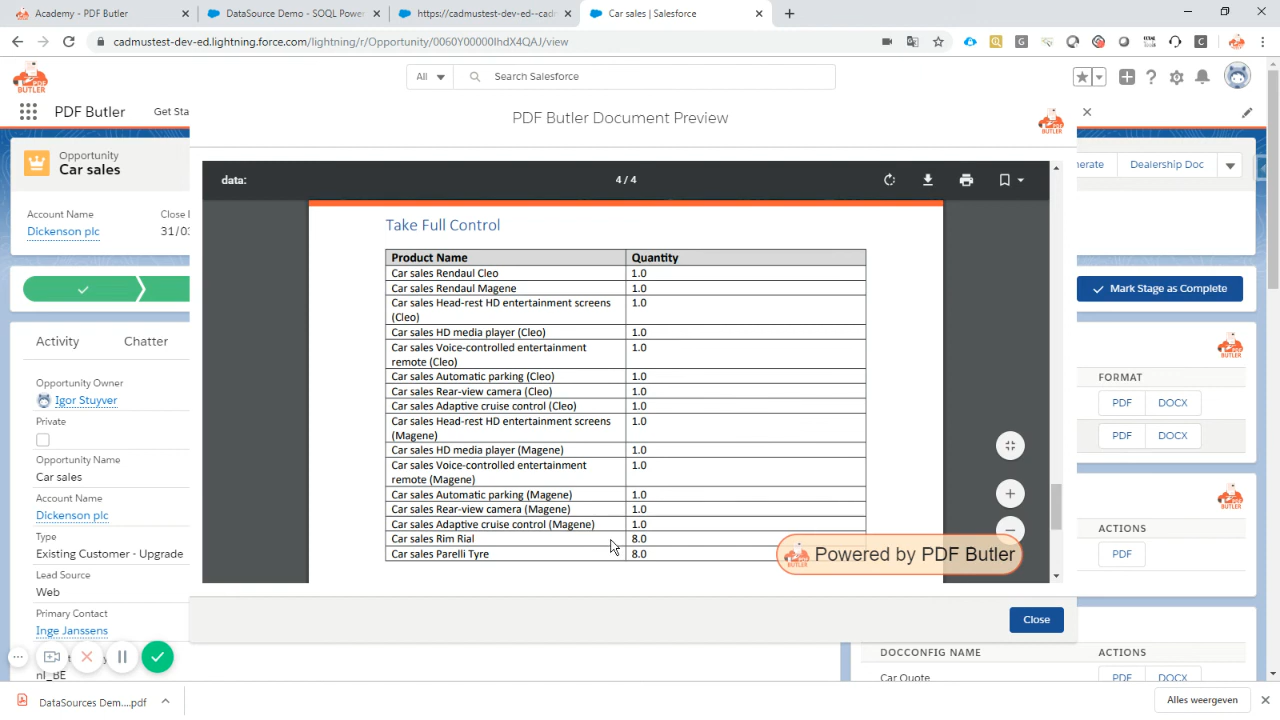 Academy - PDF Butler
DataSource Demo - SOQL Power
https://cadmustest-dev-ed--cadm
Car sales | Salesforce
cadmustest-dev-ed.lightning.force.com/lightning/r/Opportunity/0060Y00000IhdX4QAJ/view
PDF BUTLER
All
Search Salesforce
PDF Butler
Get Sta
PDF Butler Document Preview
Opportunity
Car sales
Account Name
Close
Dickenson plc
31/03
nerate
Dealership Doc
Mark Stage as Complete
data:
4 / 4
Take Full Control
Product Name Quantity
Car sales Rendaul Cleo 1.0
Car sales Rendaul Magene 1.0
Car sales Head-rest HD entertainment screens 1.0
(Cleo)
Car sales HD media player (Cleo) 1.0
Car sales Voice-controlled entertainment 1.0
remote (Cleo)
Car sales Automatic parking (Cleo) 1.0
Car sales Rear-view camera (Cleo) 1.0
Car sales Adaptive cruise control (Cleo) 1.0
Car sales Head-rest HD entertainment screens 1.0
(Magene)
Car sales HD media player (Magene) 1.0
Car sales Voice-controlled entertainment 1.0
remote (Magene)
Car sales Automatic parking (Magene) 1.0
Car sales Rear-view camera (Magene) 1.0
Car sales Adaptive cruise control (Magene) 1.0
Car sales Rim Rial 8.0
Car sales Parelli Tyre 8.0
Powered by PDF Butler
Close
Activity
Chatter
Opportunity Owner
Igor Stuyver
Private
Opportunity Name
Car sales
Account Name
Dickenson plc
Type
Existing Customer - Upgrade
Lead Source
Web
Primary Contact
Inge Janssens
nl_BE
FORMAT
PDF DOCX
PDF DOCX
ACTIONS
PDF
DOCCONFIG NAME ACTIONS
Car Quote PDF DOCX
DataSources Dem....pdf
Alles weergeven